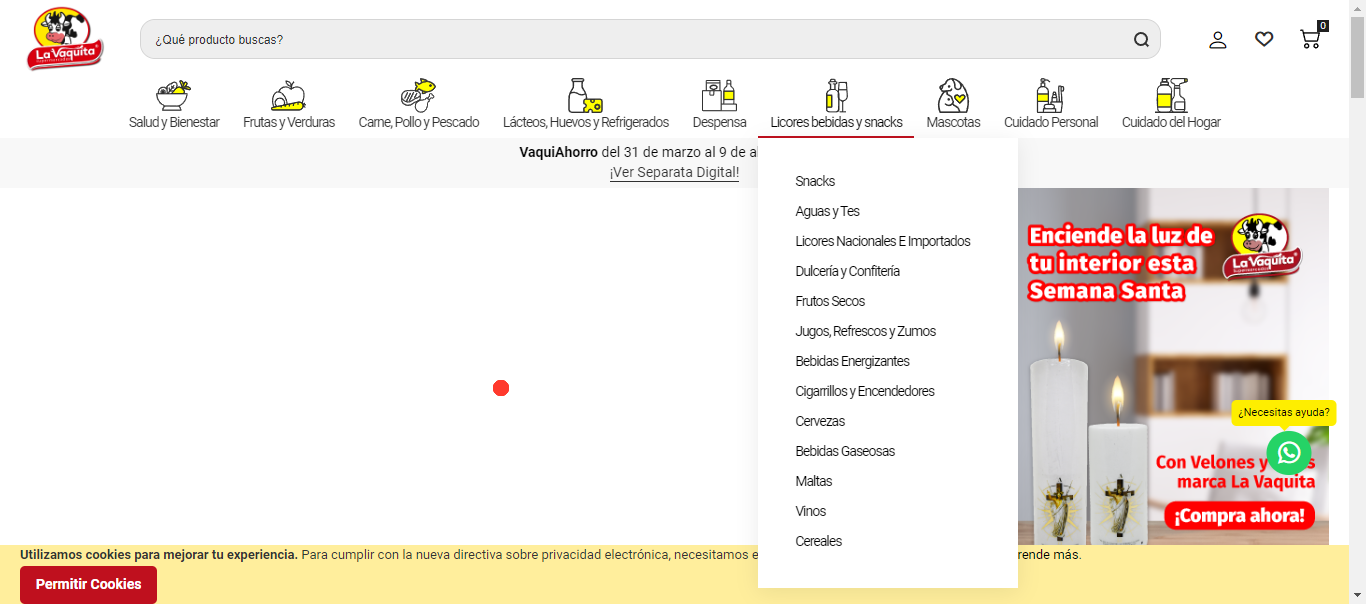 La Vaquita
supermercados
¿Qué producto buscas?
0
Salud y Bienestar
Frutas y Verduras
Carne, Pollo y Pescado
Lácteos, Huevos y Refrigerados
Despensa
Licores bebidas y snacks
Mascotas
Cuidado Personal
Cuidado del Hogar
VaquiAhorro del 31 de marzo al 9 de
¡Ver Separata Digital!
Snacks
Aguas y Tes
Licores Nacionales E Importados
Dulcería y Confitería
Frutos Secos
Jugos, Refrescos y Zumos
Bebidas Energizantes
Cigarrillos y Encendedores
Cervezas
Bebidas Gaseosas
Maltas
Vinos
Cereales
Enciende la luz de
tu interior esta
Semana Santa
La Vaquita
supermercados
¿Necesitas ayuda?
Con Velones y
marca La Vaquita
¡Compra ahora!
Utilizamos cookies para mejorar tu experiencia. Para cumplir con la nueva directiva sobre privacidad electrónica, necesitamos
rende más.
Permitir Cookies